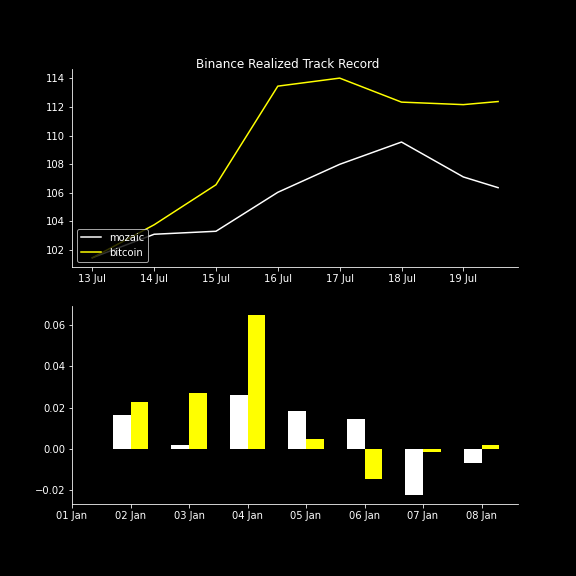 Binance Realized Track Record
114
112
110
108
106
104
102
mozaic
bitcoin
13 Jul 14 Jul 15 Jul 16 Jul 17 Jul 18 Jul 19 Jul
0.06
0.04
0.02
0.00
−0.02
01 Jan 02 Jan 03 Jan 04 Jan 05 Jan 06 Jan 07 Jan 08 Jan